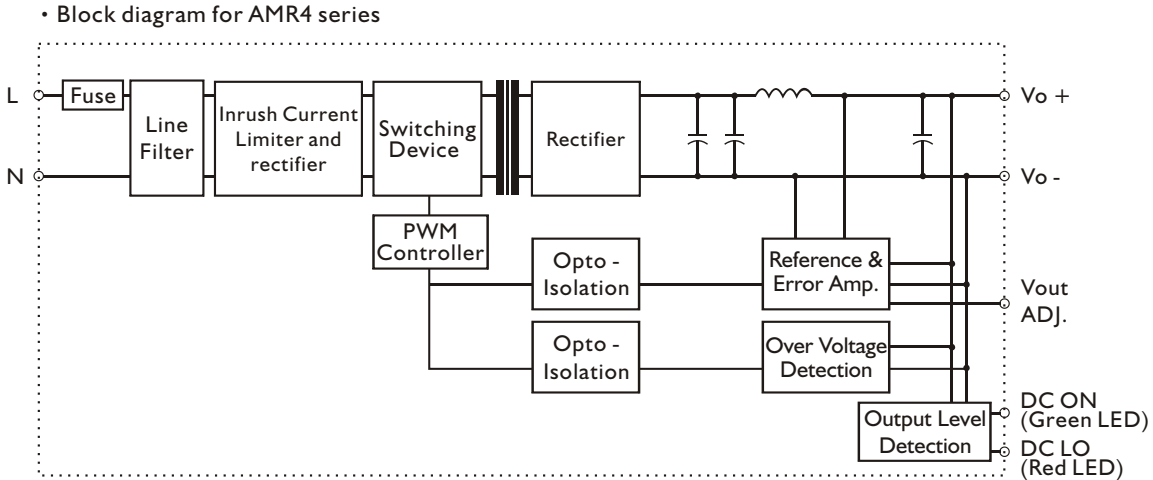 • Block diagram for AMR4 series
L
Fuse
Line
Filter
Inrush Current
Limiter and
rectifier
Switching
Device
Rectifier
Vo +
N
Vo -
PWM
Controller
Opto -
Isolation
Reference &
Error Amp.
Vout
ADJ.
Opto -
Isolation
Over Voltage
Detection
Output Level
Detection
DC ON
(Green LED)
DC LO
(Red LED)